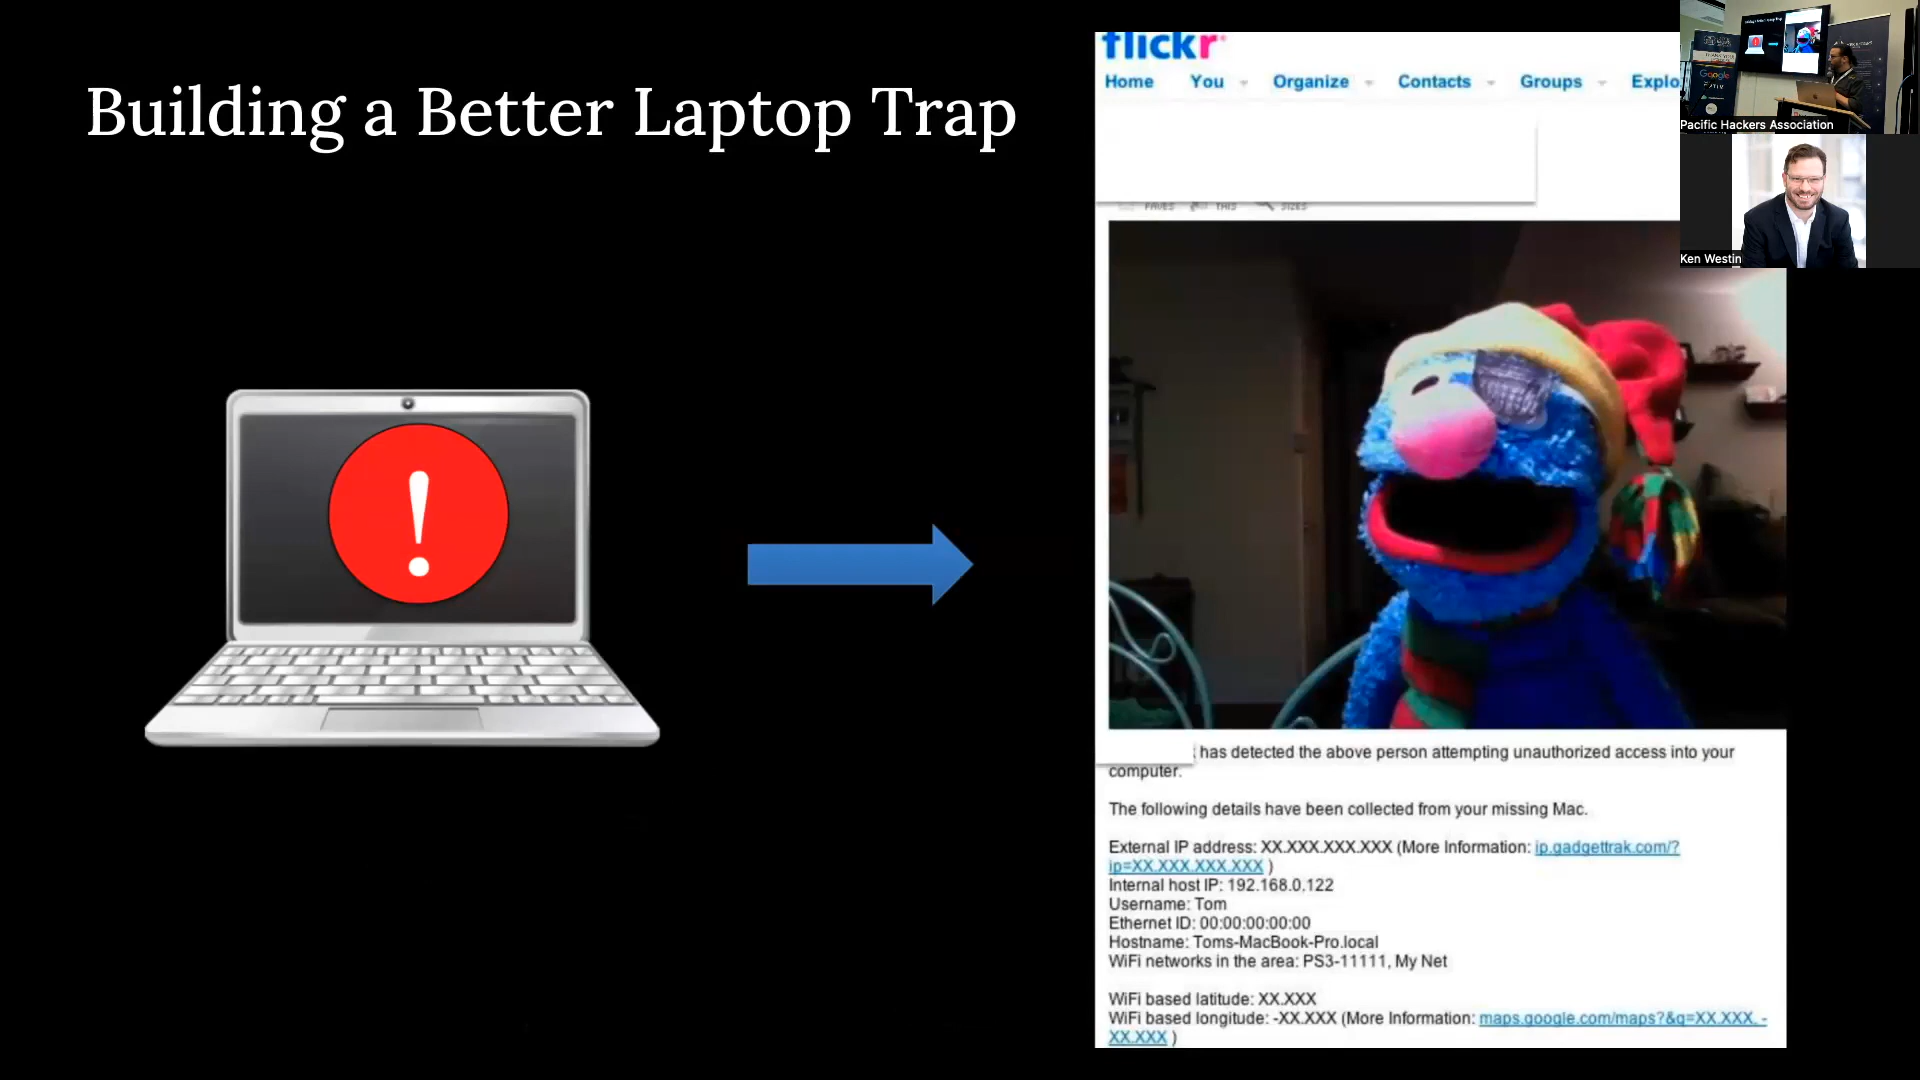 Building a Better Laptop Trap
flickr
Home You Organize Contacts Groups Explo
FAVES THIS SIZES
has detected the above person attempting unauthorized access into your
computer.
The following details have been collected from your missing Mac.
External IP address: XX.XXX.XXX.XXX (More Information: ip.gadgettrak.com/?
ip=XX.XXX.XXX.XXX )
Internal host IP: 192.168.0.122
Username: Tom
Ethernet ID: 00:00:00:00:00
Hostname: Toms-MacBook-Pro.local
WiFi networks in the area: PS3-11111, My Net
WiFi based latitude: XX.XXX
WiFi based longitude: -XX.XXX (More Information: maps.google.com/maps?&q=XX.XXX, -
XX.XXX )
Google
Pacific Hackers Association
Ken Westin